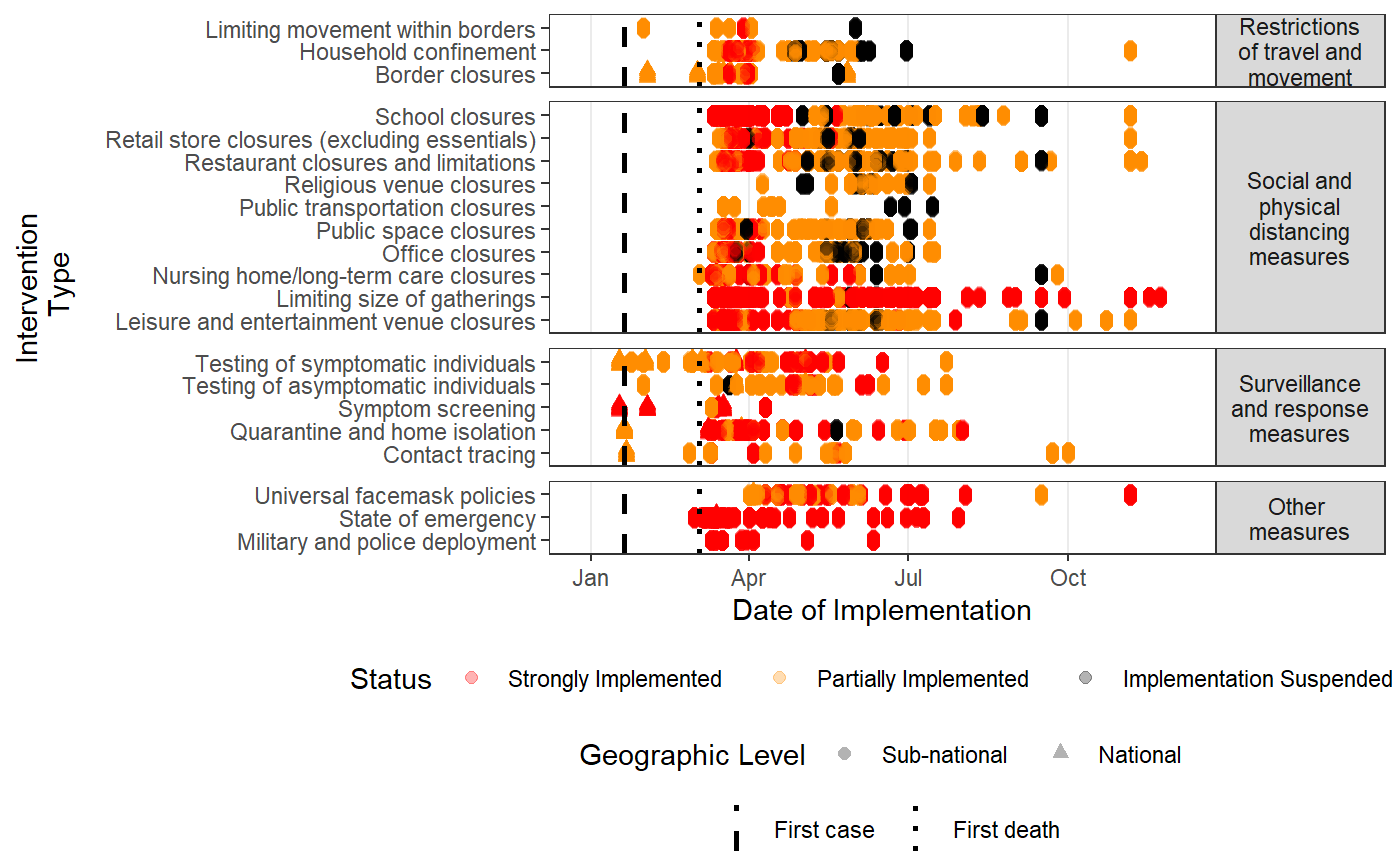 Intervention
Type
Limiting movement within borders
Household confinement
Border closures
Restrictions
of travel and
movement
School closures
Retail store closures (excluding essentials)
Restaurant closures and limitations
Religious venue closures
Public transportation closures
Public space closures
Office closures
Nursing home/long-term care closures
Limiting size of gatherings
Leisure and entertainment venue closures
Social and
physical
distancing
measures
Testing of symptomatic individuals
Testing of asymptomatic individuals
Symptom screening
Quarantine and home isolation
Contact tracing
Surveillance
and response
measures
Universal facemask policies
State of emergency
Military and police deployment
Other
measures
Jan Apr Jul Oct
Date of Implementation
Status Strongly Implemented Partially Implemented Implementation Suspended
Geographic Level Sub-national National
First case First death